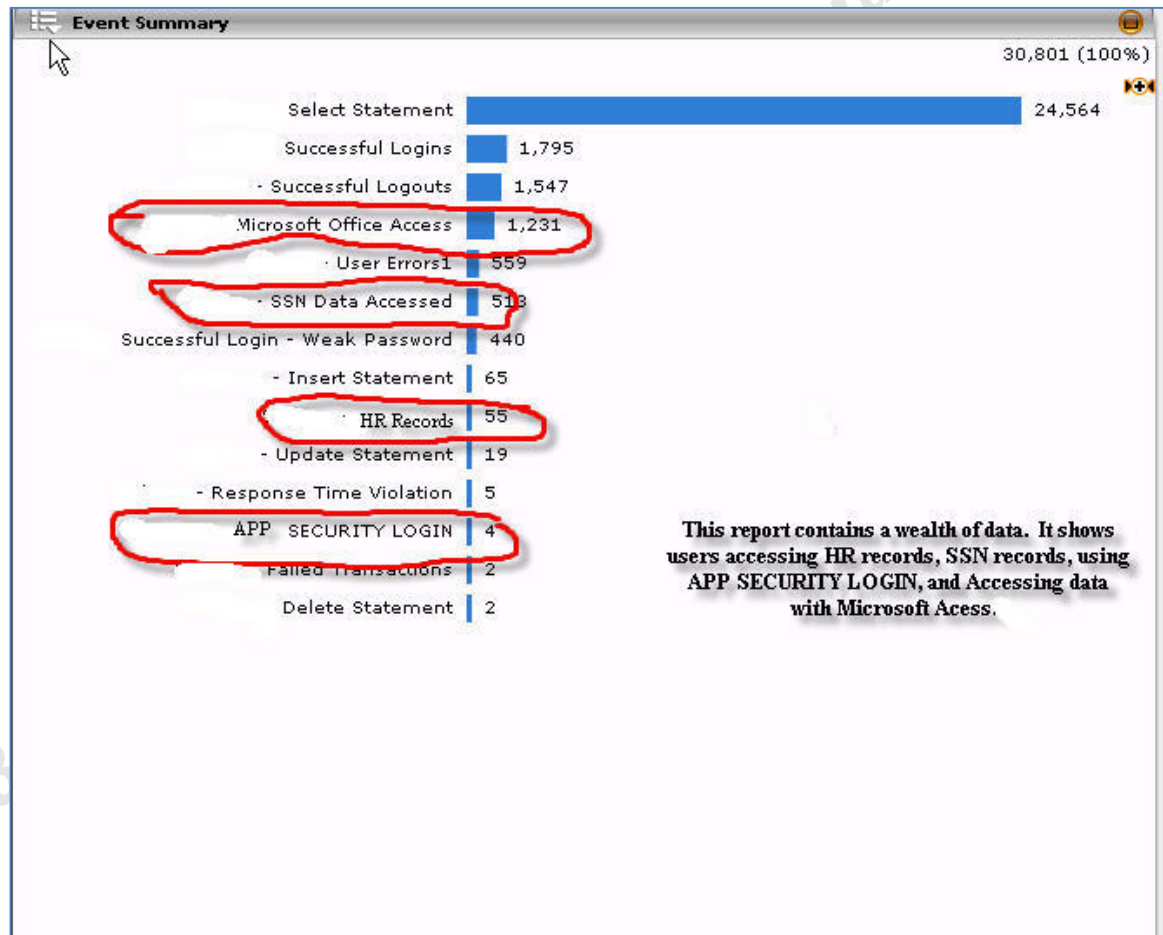 Event Summary
30,801 (100%)
Select Statement 24,564
Successful Logins 1,795
- Successful Logouts 1,547
Microsoft Office Access 1,231
- User Errors1 559
- SSN Data Accessed 513
Successful Login - Weak Password 440
- Insert Statement 65
HR Records 55
- Update Statement 19
- Response Time Violation 5
APP SECURITY LOGIN 4
Failed Transactions 2
Delete Statement 2
This report contains a wealth of data. It shows
users accessing HR records, SSN records, using
APP SECURITY LOGIN, and Accessing data
with Microsoft Acess.